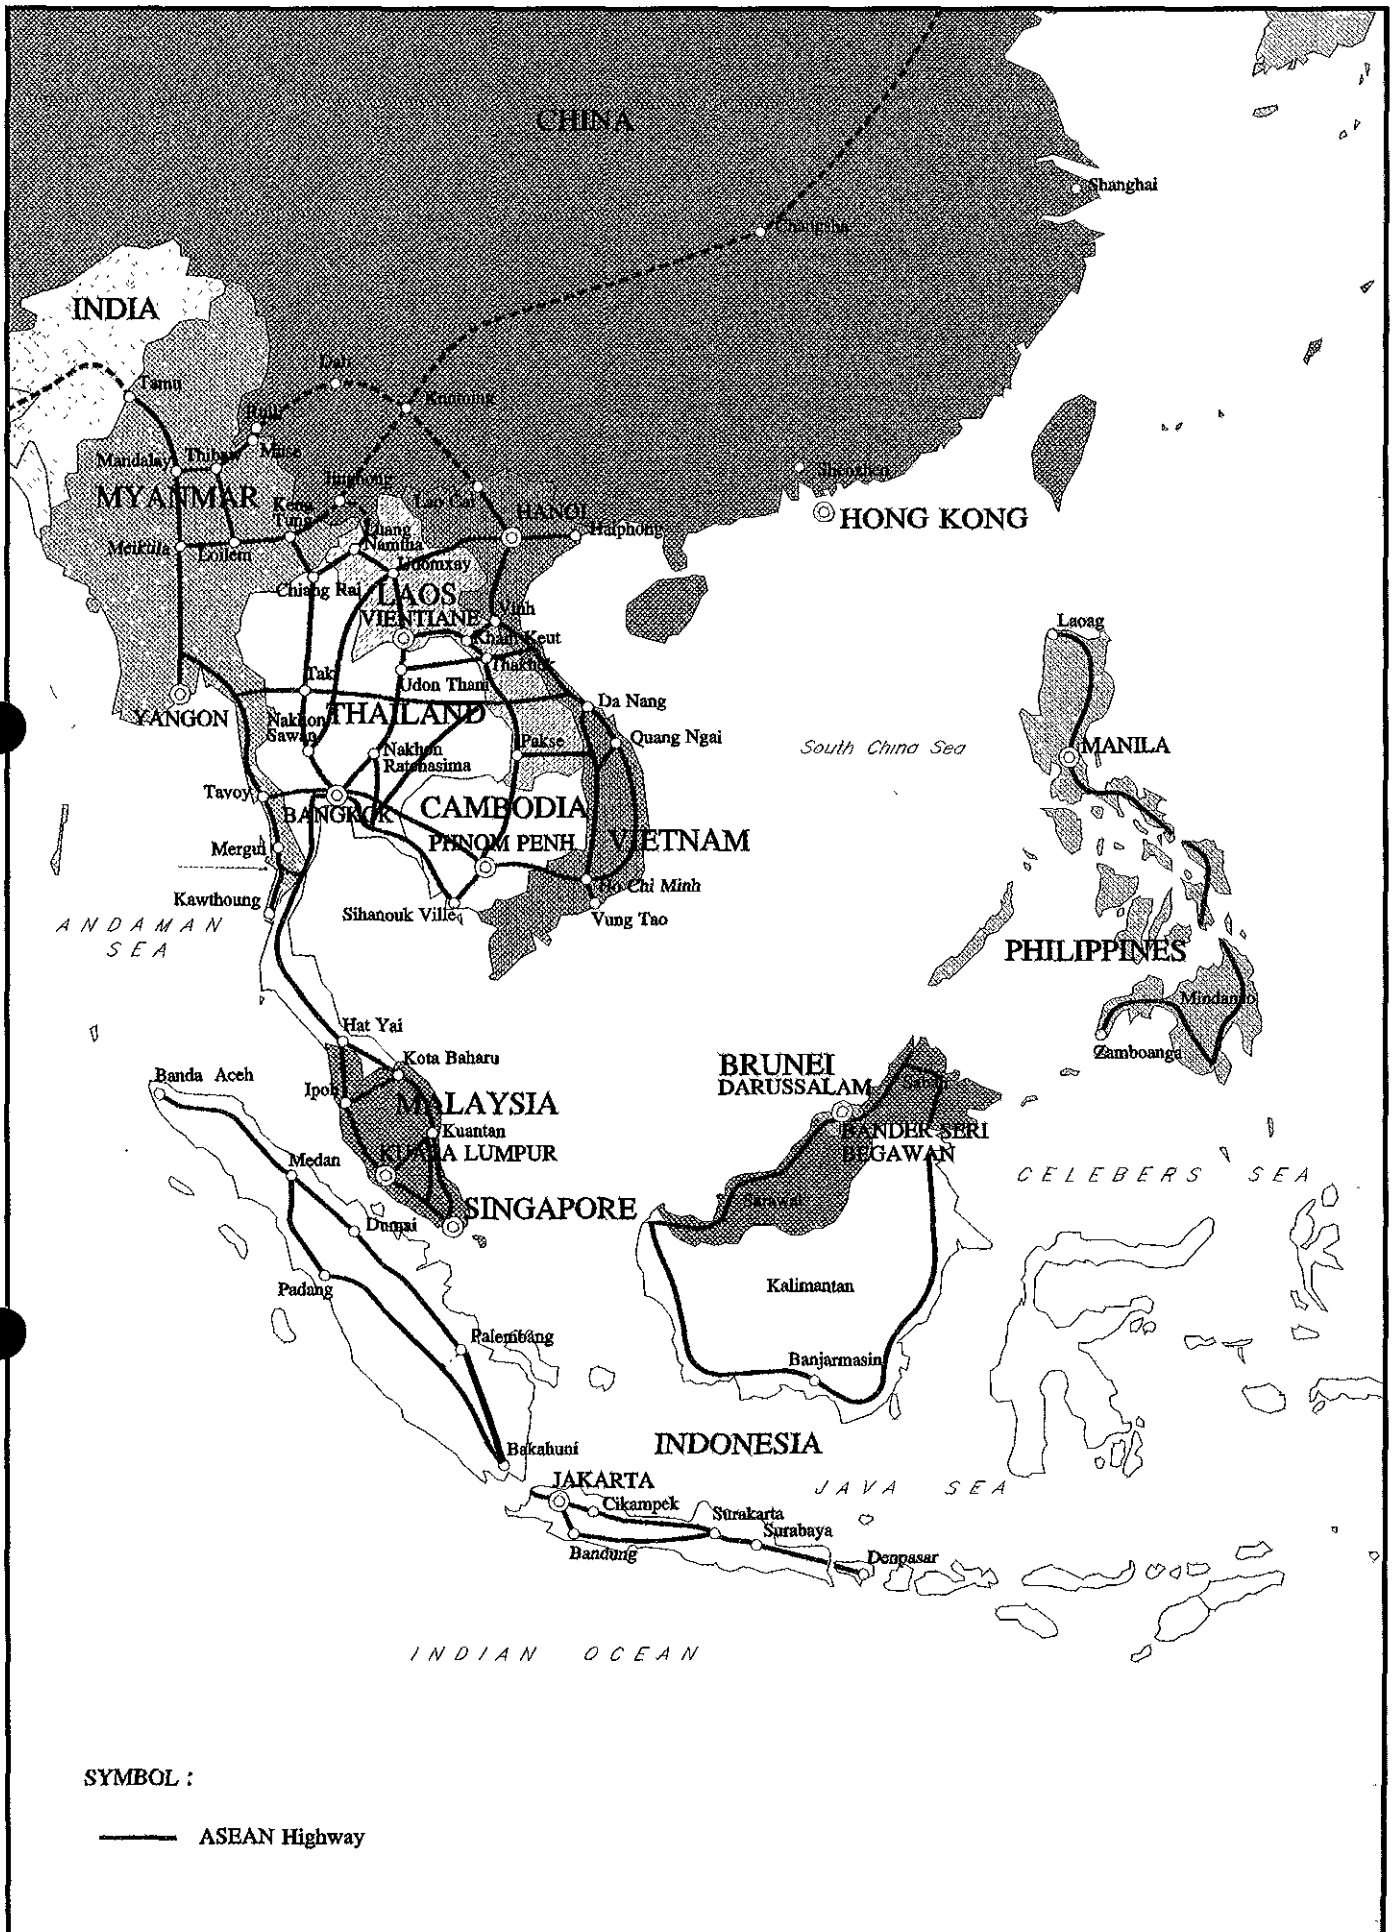 CHINA
Shanghai
Changsha
INDIA
Dali
Tamu
Kunming
Ruili
Muse
Mandalay
Thibaw
Shenzhen
Jinghong
MYANMAR
Lao Cai
Keng
Tung
HANOI
HONG KONG
Haiphong
Namtha
Meiktila
Loilem
Udomxay
Chiang Rai
LAOS
VIENTIANE
Vinh
Laoag
Kham Keut
Thakhek
Tak
Udon Thani
Da Nang
YANGON
Nakhon
Sawan
THAILAND
Quang Ngai
South China Sea
MANILA
Nakhon
Ratchasima
Pakse
Tavoy
BANGKOK
CAMBODIA
PHNOM PENH
VIETNAM
Mergui
Ho Chi Minh
Kawthoung
Sihanouk Ville
Vung Tao
ANDAMAN
SEA
PHILIPPINES
Mindanao
Hat Yai
Zamboanga
Kota Baharu
BRUNEI
DARUSSALAM
Banda Aceh
Sabah
Ipoh
MALAYSIA
Kuantan
BANDER SERI
BEGAWAN
KUALA LUMPUR
Medan
CELEBERS SEA
SINGAPORE
Sarawak
Dumai
Padang
Kalimantan
Palembang
Banjarmasin
INDONESIA
Bakahuni
JAKARTA
JAVA SEA
Cikampek
Surakarta
Surabaya
Bandung
Denpasar
INDIAN OCEAN
SYMBOL :
ASEAN Highway